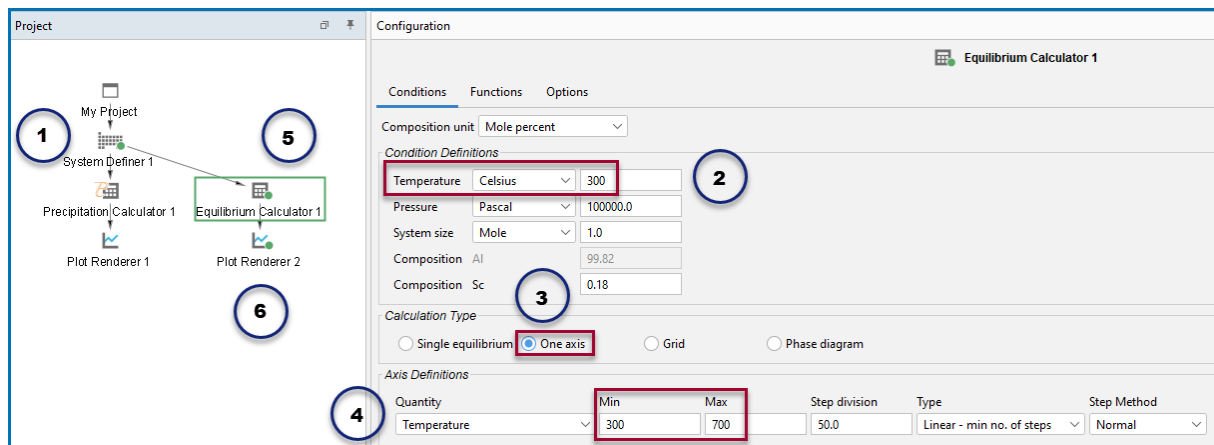 Project
My Project
1
5
System Definer 1
Precipitation Calculator 1
Equilibrium Calculator 1
Plot Renderer 1
Plot Renderer 2
6
Configuration
Equilibrium Calculator 1
Conditions Functions Options
Composition unit Mole percent
Condition Definitions
Temperature Celsius 300
2
Pressure Pascal 100000.0
System size Mole 1.0
Composition Al 99.82
Composition Sc 0.18
3
Calculation Type
Single equilibrium One axis Grid Phase diagram
Axis Definitions
4
Quantity Min Max Step division Type Step Method
Temperature 300 700 50.0 Linear - min no. of steps Normal